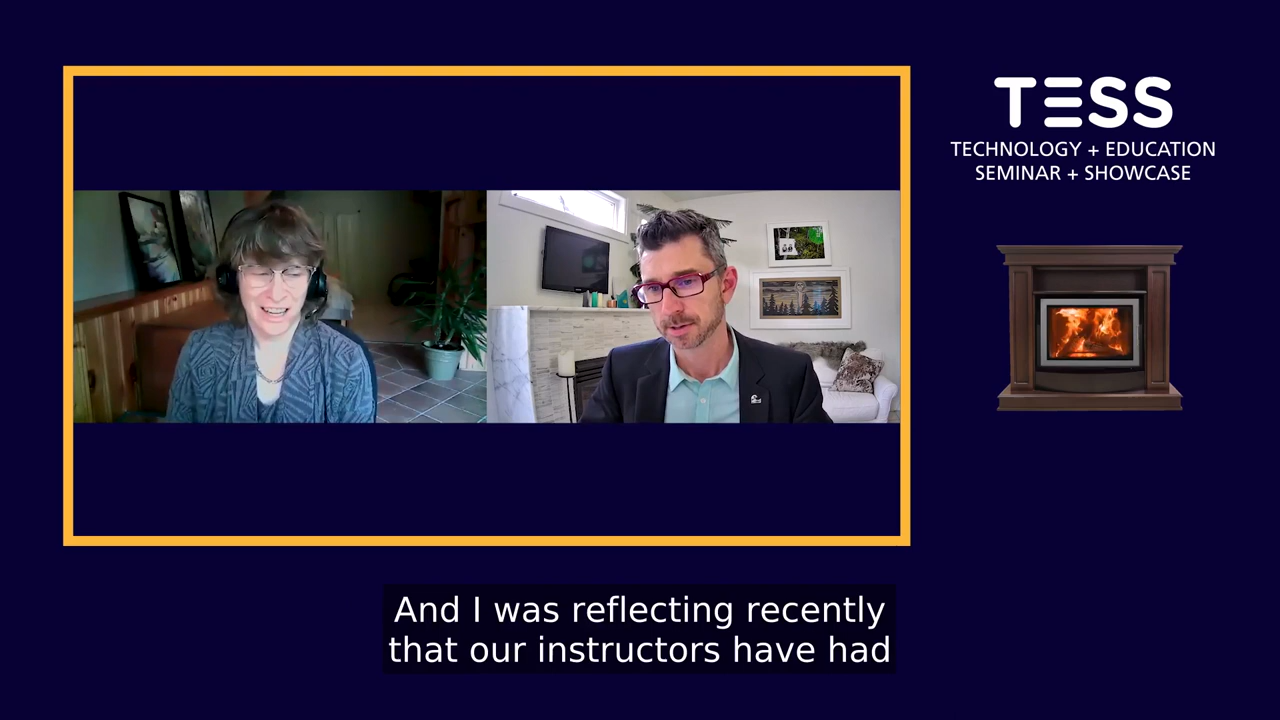 TESS
TECHNOLOGY + EDUCATION
SEMINAR + SHOWCASE
And I was reflecting recently
that our instructors have had